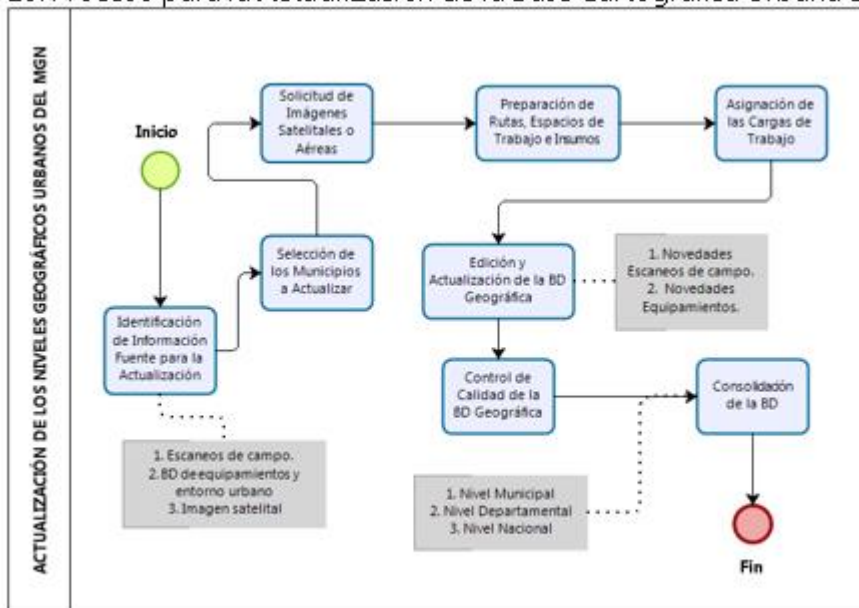 ACTUALIZACIÓN DE LOS NIVELES GEOGRÁFICOS URBANOS DEL MGN
Inicio
Identificación
de Información
Fuente para la
Actualización
1. Escaneos de campo.
2. BD de equipamientos y
entorno urbano
3. Imagen satelital
Selección de
los Municipios
a Actualizar
Solicitud de
Imágenes
Satelitales o
Aéreas
Preparación de
Rutas, Espacios de
Trabajo e Insumos
Asignación de
las Cargas de
Trabajo
Edición y
Actualización de la BD
Geográfica
1. Novedades
Escaneos de campo.
2. Novedades
Equipamientos.
Control de
Calidad de la
BD Geográfica
Consolidación
de la BD
1. Nivel Municipal
2. Nivel Departamental
3. Nivel Nacional
Fin